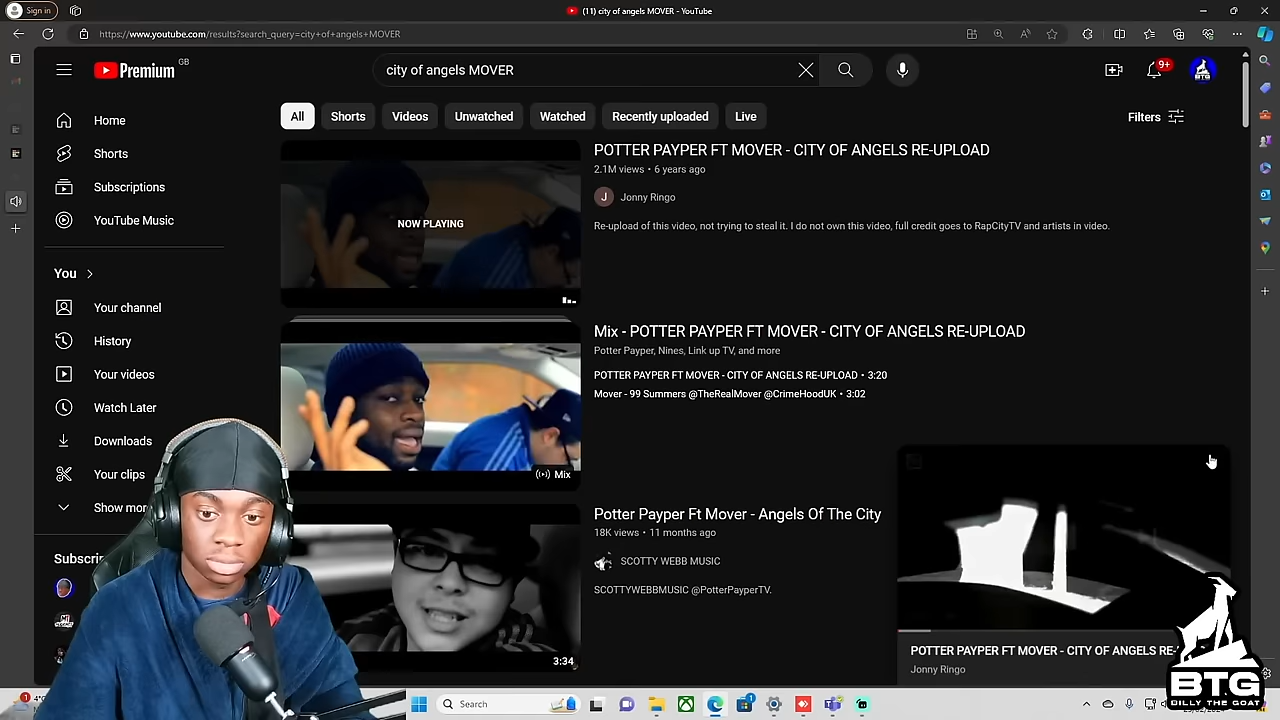 Sign in
(11) city of angels MOVER - YouTube
https://www.youtube.com/results?search_query=city+of+angels+MOVER
Premium
GB
city of angels MOVER
9+
All
Shorts
Videos
Unwatched
Watched
Recently uploaded
Live
Filters
Home
Shorts
Subscriptions
YouTube Music
You
Your channel
History
Your videos
Watch Later
Downloads
Your clips
Show mor
Subscri
NOW PLAYING
POTTER PAYPER FT MOVER - CITY OF ANGELS RE-UPLOAD
2.1M views • 6 years ago
J
Jonny Ringo
Re-upload of this video, not trying to steal it. I do not own this video, full credit goes to RapCityTV and artists in video.
Mix
Mix - POTTER PAYPER FT MOVER - CITY OF ANGELS RE-UPLOAD
Potter Payper, Nines, Link up TV, and more
POTTER PAYPER FT MOVER - CITY OF ANGELS RE-UPLOAD • 3:20
Mover - 99 Summers @TheRealMover @CrimeHoodUK • 3:02
3:34
Potter Payper Ft Mover - Angels Of The City
18K views • 11 months ago
SCOTTY WEBB MUSIC
SCOTTYWEBBMUSIC @PotterPayperTV.
POTTER PAYPER FT MOVER - CITY OF ANGELS RE-
Jonny Ringo
BTG
BILLY THE GOAT
Search